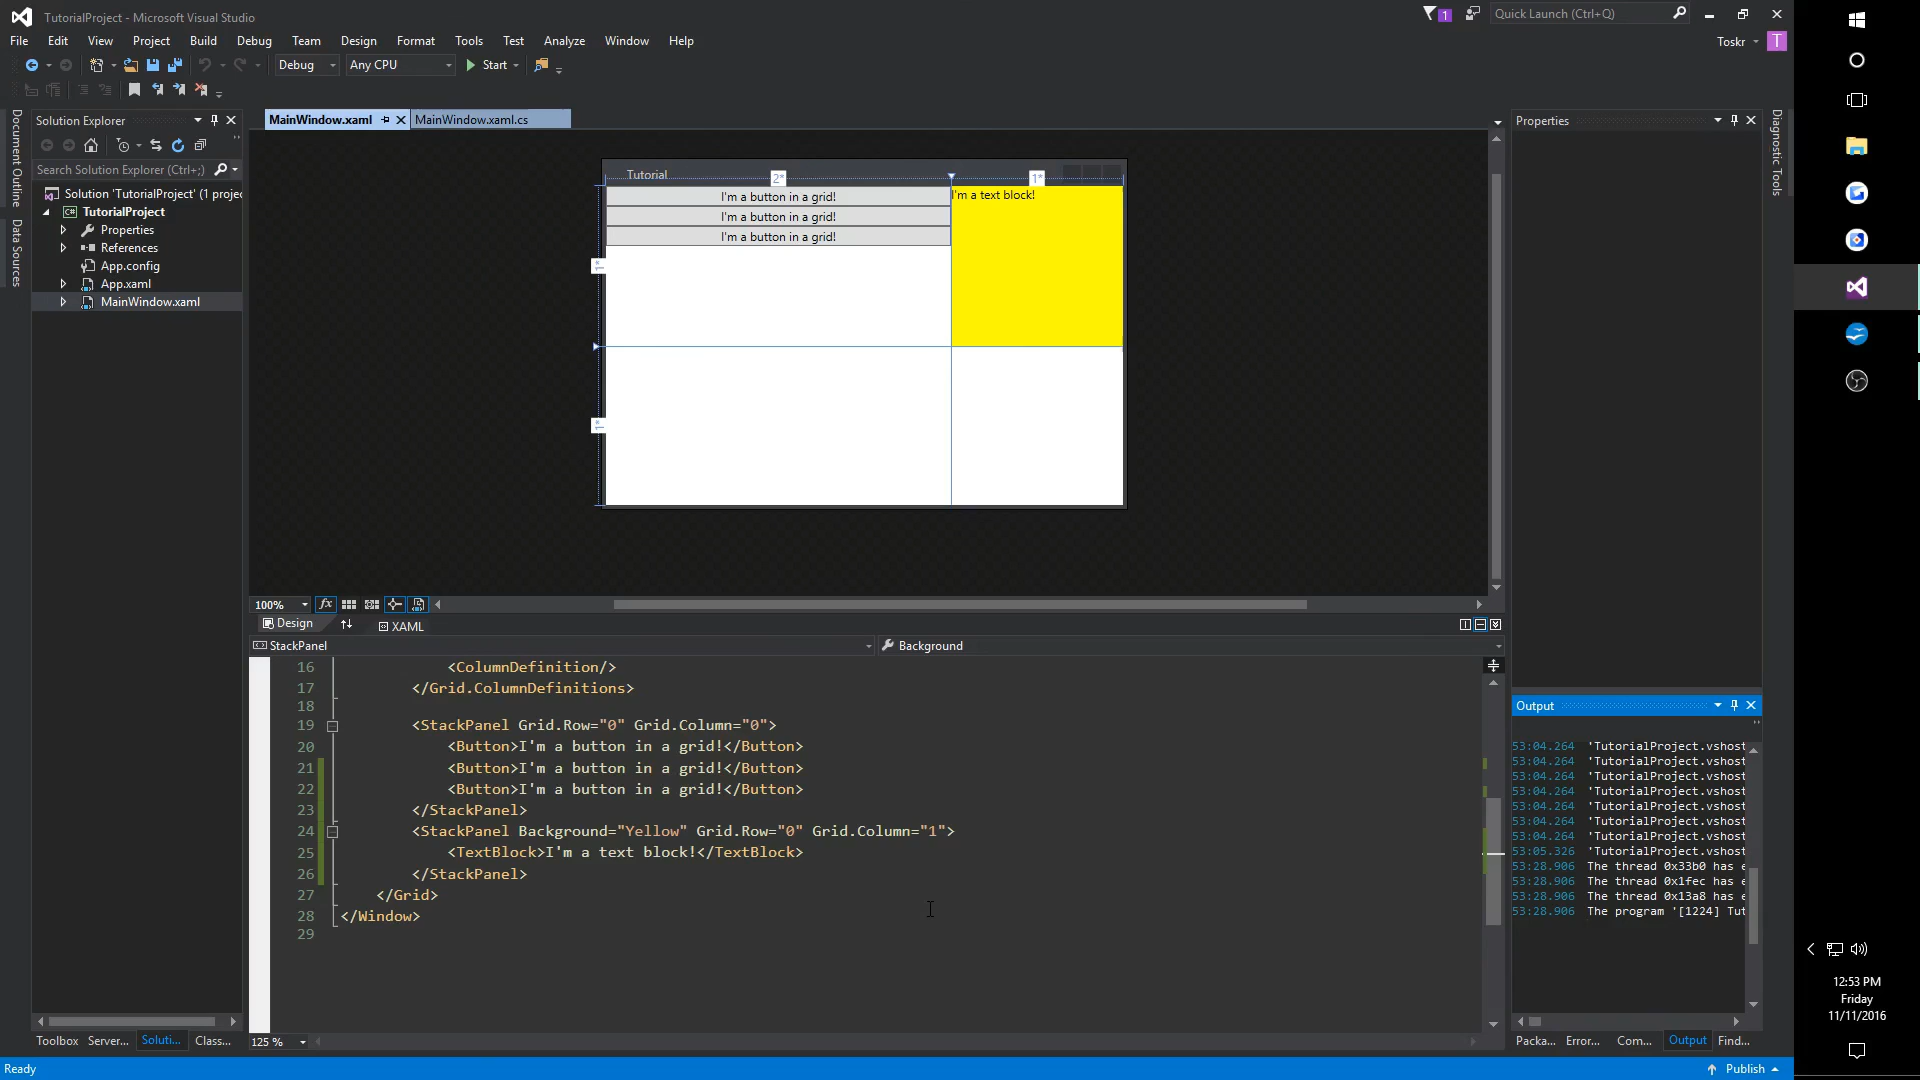 TutorialProject - Microsoft Visual Studio
1
Quick Launch (Ctrl+Q)
File Edit View Project Build Debug Team Format Tools Test Analyze Window Help
Toskr T
Debug Any CPU Start
Document Outline
Data Sources
Solution Explorer
Search Solution Explorer (Ctrl+;)
Solution 'TutorialProject' (1 projec
TutorialProject
Properties
References
App.config
App.xaml
MainWindow.xaml
MainWindow.xaml MainWindow.xaml.cs
Tutorial
2*
1*
I'm a button in a grid!
I'm a button in a grid!
I'm a button in a grid!
I'm a text block!
1*
1*
100%
Design XAML
StackPanel Background
16 <ColumnDefinition/>
17 </Grid.ColumnDefinitions>
18
19 <StackPanel Grid.Row="0" Grid.Column="0">
20 <Button>I'm a button in a grid!</Button>
21 <Button>I'm a button in a grid!</Button>
22 <Button>I'm a button in a grid!</Button>
23 </StackPanel>
24 <StackPanel Background="Yellow" Grid.Row="0" Grid.Column="1">
25 <TextBlock>I'm a text block!</TextBlock>
26 </StackPanel>
27 </Grid>
28 </Window>
29
125 %
Properties
Diagnostic Tools
Output
53:04.264 'TutorialProject.vshost
53:04.264 'TutorialProject.vshost
53:04.264 'TutorialProject.vshost
53:04.264 'TutorialProject.vshost
53:04.264 'TutorialProject.vshost
53:04.264 'TutorialProject.vshost
53:04.264 'TutorialProject.vshost
53:05.326 'TutorialProject.vshost
53:28.906 The thread 0x33b0 has e
53:28.906 The thread 0x1fec has e
53:28.906 The thread 0x13a8 has e
53:28.906 The program '[1224] Tut
Toolbox Server... Soluti... Class...
Packa... Error... Com... Output Find...
Ready
Publish
12:53 PM
Friday
11/11/2016